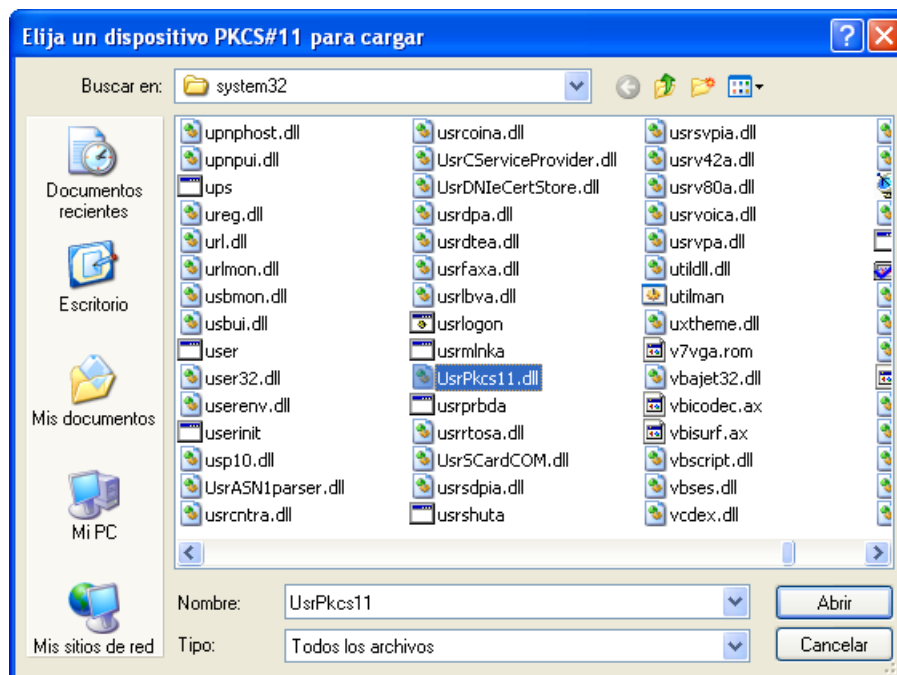 Elija un dispositivo PKCS#11 para cargar
Buscar en: system32
Documentos
recientes
Escritorio
Mis documentos
Mi PC
Mis sitios de red
upnphost.dll
upnpui.dll
ups
ureg.dll
url.dll
urlmon.dll
usbmon.dll
usbui.dll
user
user32.dll
userenv.dll
userinit
usp10.dll
UsrASN1parser.dll
usrcntra.dll
usrcoina.dll
UsrCServiceProvider.dll
UsrDNIeCertStore.dll
usrdpa.dll
usrdtea.dll
usrfaxa.dll
usrlbva.dll
usrlogon
usrmlnka
UsrPkcs11.dll
usrprbda
usrrtosa.dll
UsrSCardCOM.dll
usrsdpia.dll
usrshuta
usrsvpia.dll
usrv42a.dll
usrv80a.dll
usrvoica.dll
usrvpa.dll
utildll.dll
utilman
uxtheme.dll
v7vga.rom
vbajet32.dll
vbicodec.ax
vbisurf.ax
vbscript.dll
vbses.dll
vcdex.dll
Nombre: UsrPkcs11 Abrir
Tipo: Todos los archivos Cancelar